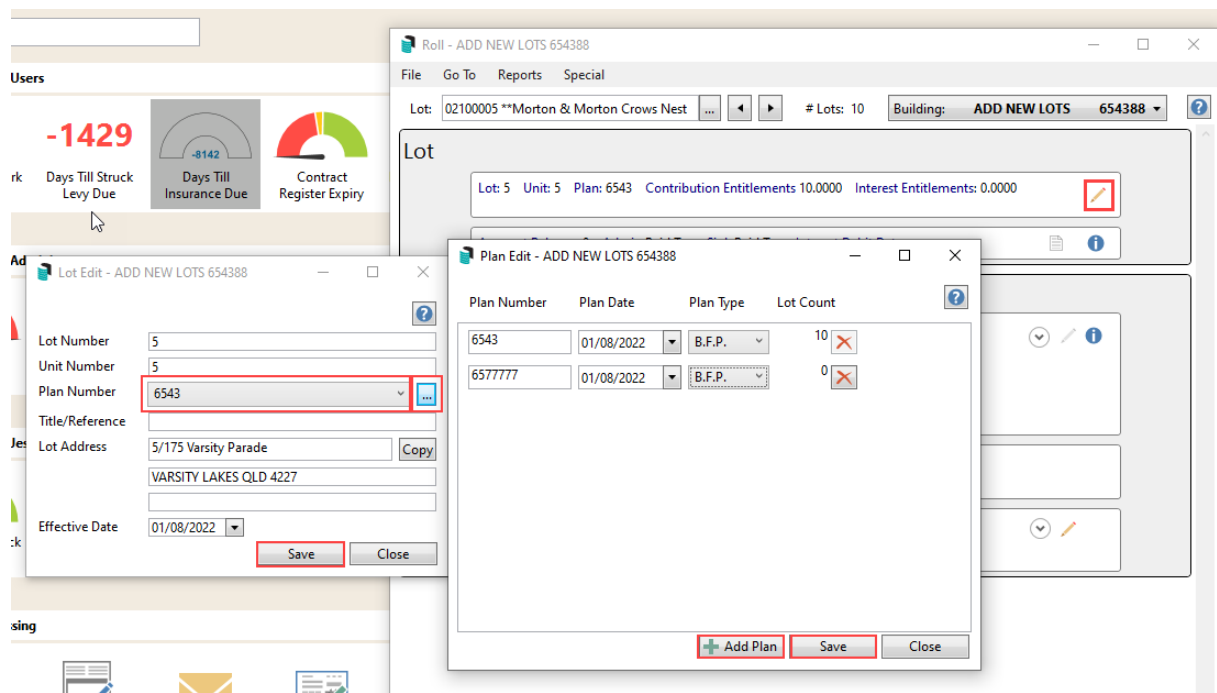 Users
-1429
Days Till Struck
Levy Due
-8142
Days Till
Insurance Due
Contract
Register Expiry
rk
Roll - ADD NEW LOTS 654388
File Go To Reports Special
Lot: 02100005 **Morton & Morton Crows Nest ... # Lots: 10 Building: ADD NEW LOTS 654388
Lot
Lot: 5 Unit: 5 Plan: 6543 Contribution Entitlements 10.0000 Interest Entitlements: 0.0000
Lot Edit - ADD NEW LOTS 654388
Lot Number 5
Unit Number 5
Plan Number 6543 ...
Title/Reference
Lot Address 5/175 Varsity Parade Copy
VARSITY LAKES QLD 4227
Effective Date 01/08/2022
Save Close
Plan Edit - ADD NEW LOTS 654388
Plan Number Plan Date Plan Type Lot Count
6543 01/08/2022 B.F.P. 10
6577777 01/08/2022 B.F.P. 0
Add Plan Save Close
sing